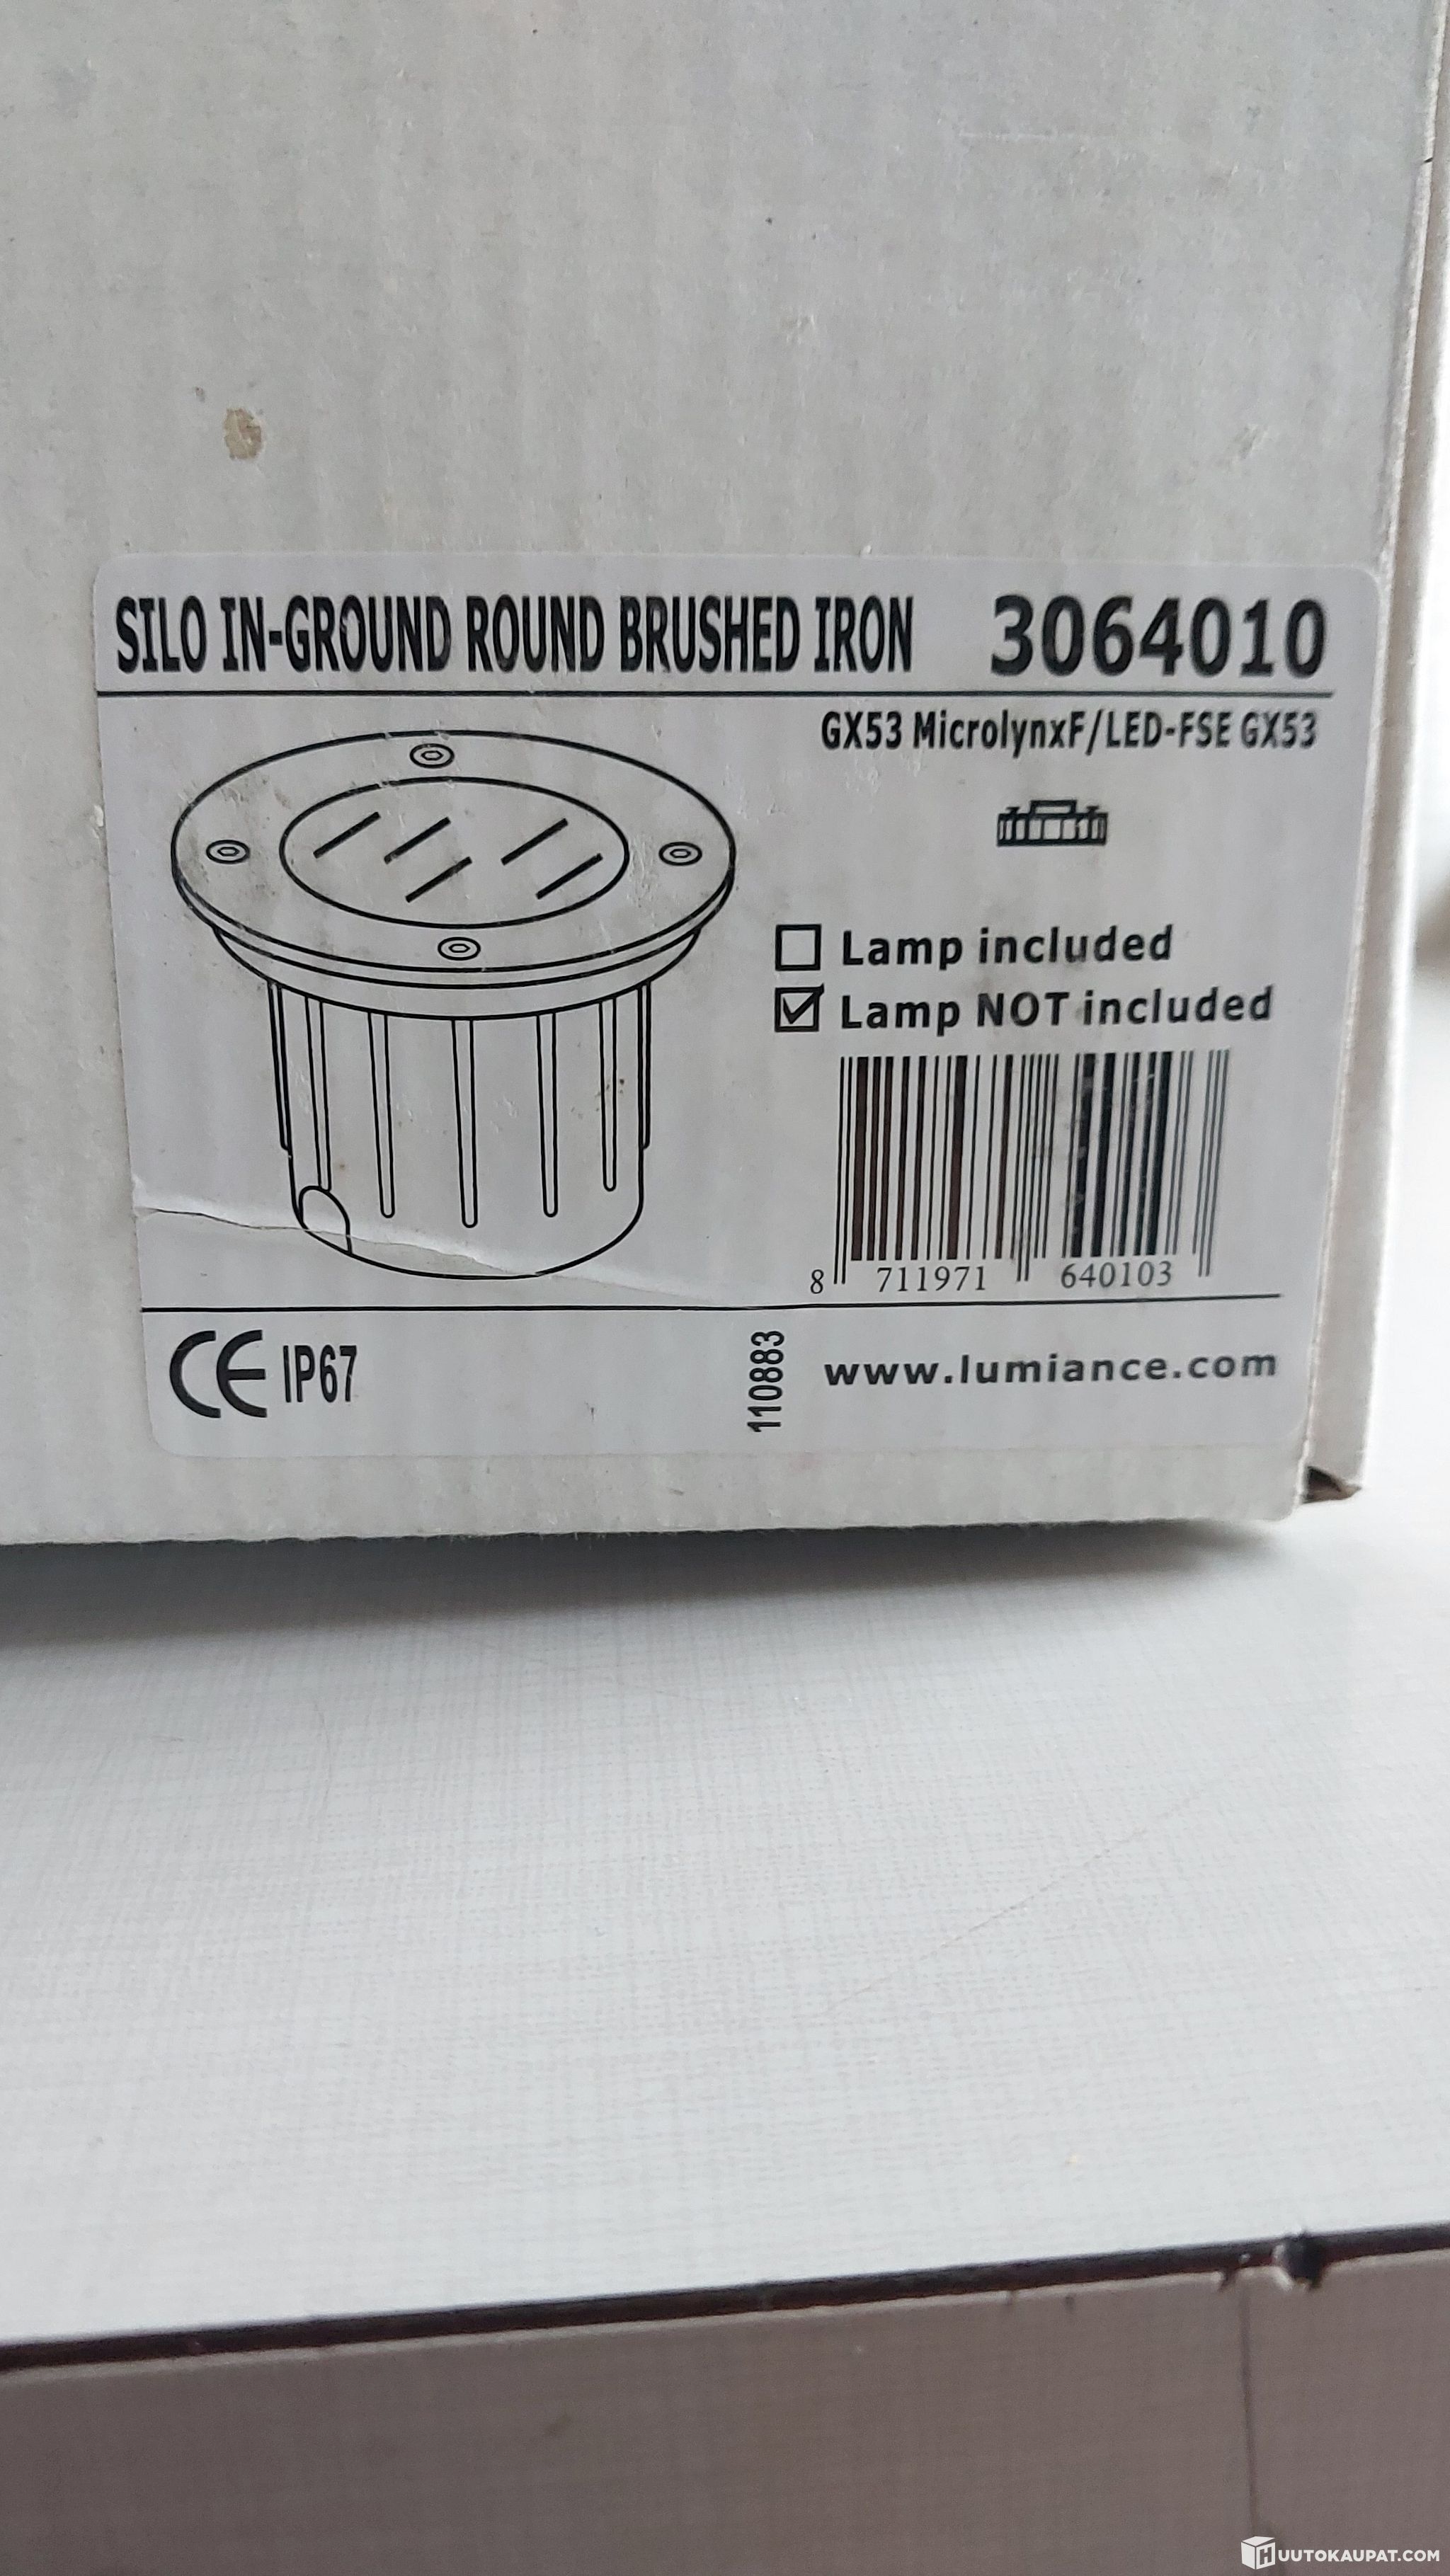 SILO IN-GROUND ROUND BRUSHED IRON 3064010
GX53 MicrolynxF/LED-FSE GX53
Lamp included
Lamp NOT included
8 711971 640103
CE IP67
110883
www.lumiance.com
HUUTOKAUPAT.COM